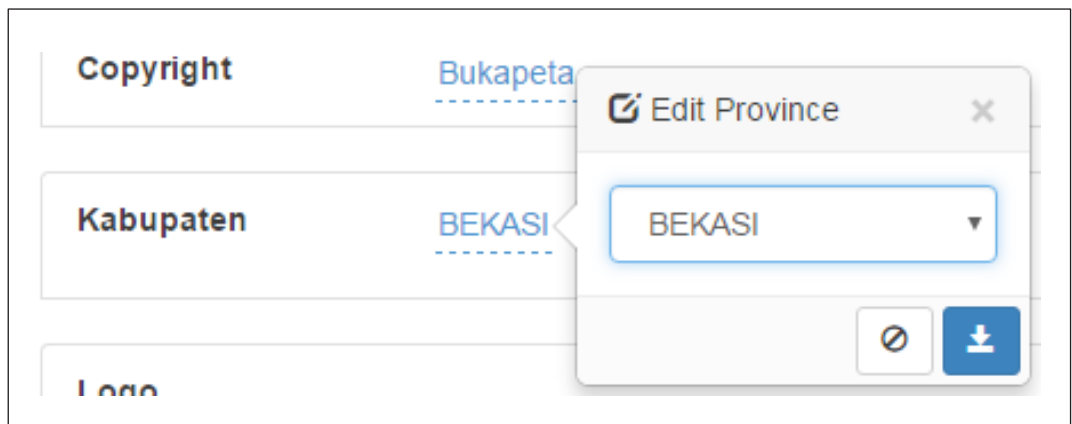 Copyright
Bukapeta
Edit Province
Kabupaten
BEKASI
BEKASI
Logo